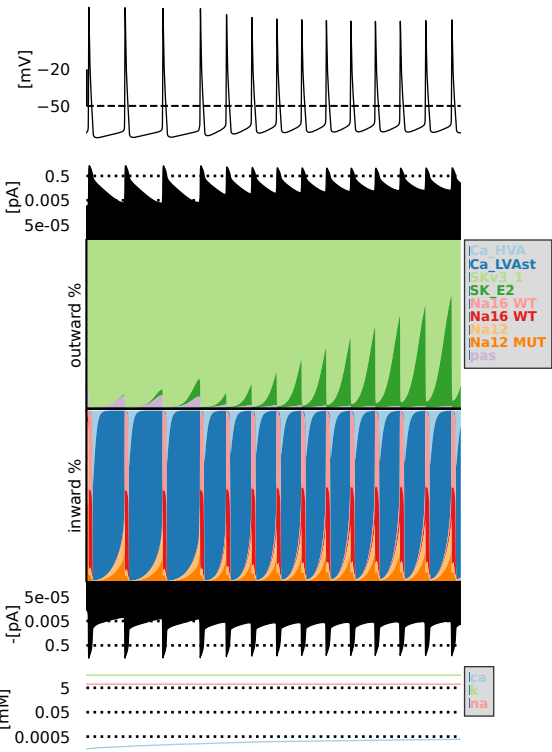 [mV]
−20
−50
[pA]
0.5
0.005
5e-05
outward %
Ca_HVA
Ca_LVAst
SKv3_1
SK_E2
Na16 WT
Na16 WT
Na12
Na12 MUT
pas
inward %
-[pA]
5e-05
0.005
0.5
[mM]
5
0.05
0.0005
ca
k
na